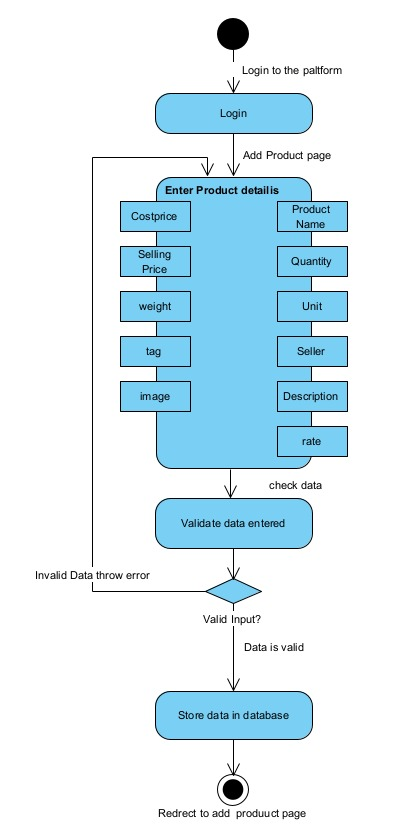 Login to the paltform
Login
Add Product page
Enter Product detailis
Costprice
Product
Name
Selling
Price
Quantity
weight
Unit
tag
Seller
image
Description
rate
check data
Validate data entered
Invalid Data throw error
Valid Input?
Data is valid
Store data in database
Redrect to add  produuct page